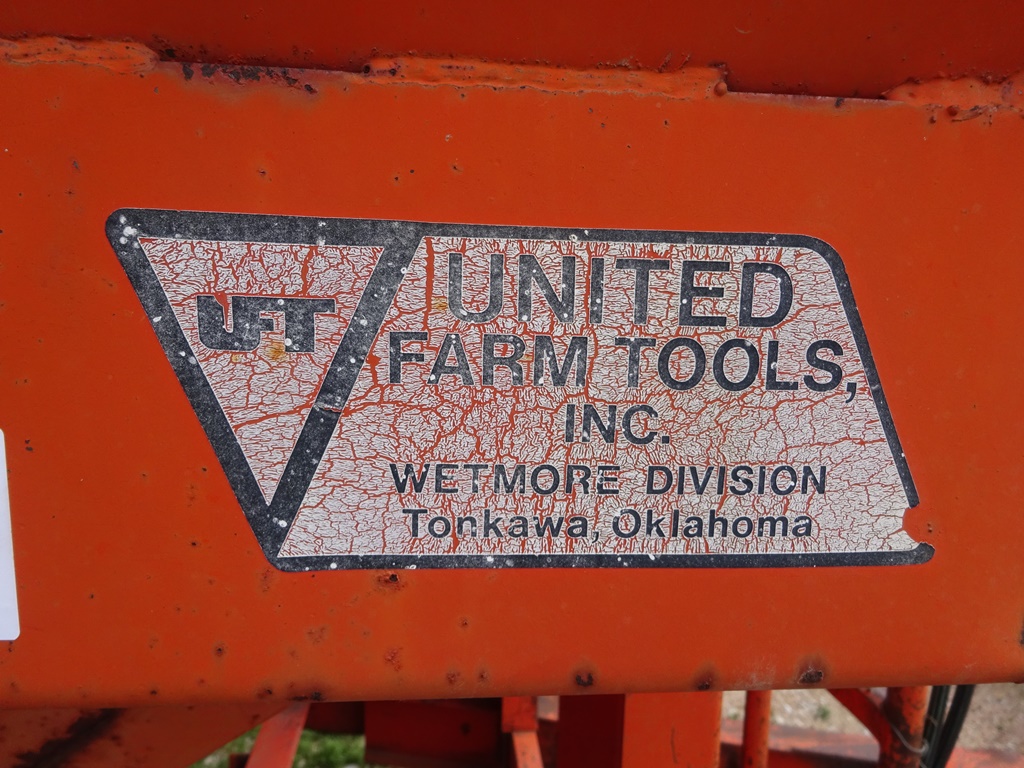 UFT
UNITED
FARM TOOLS,
INC.
WETMORE DIVISION
Tonkawa, Oklahoma